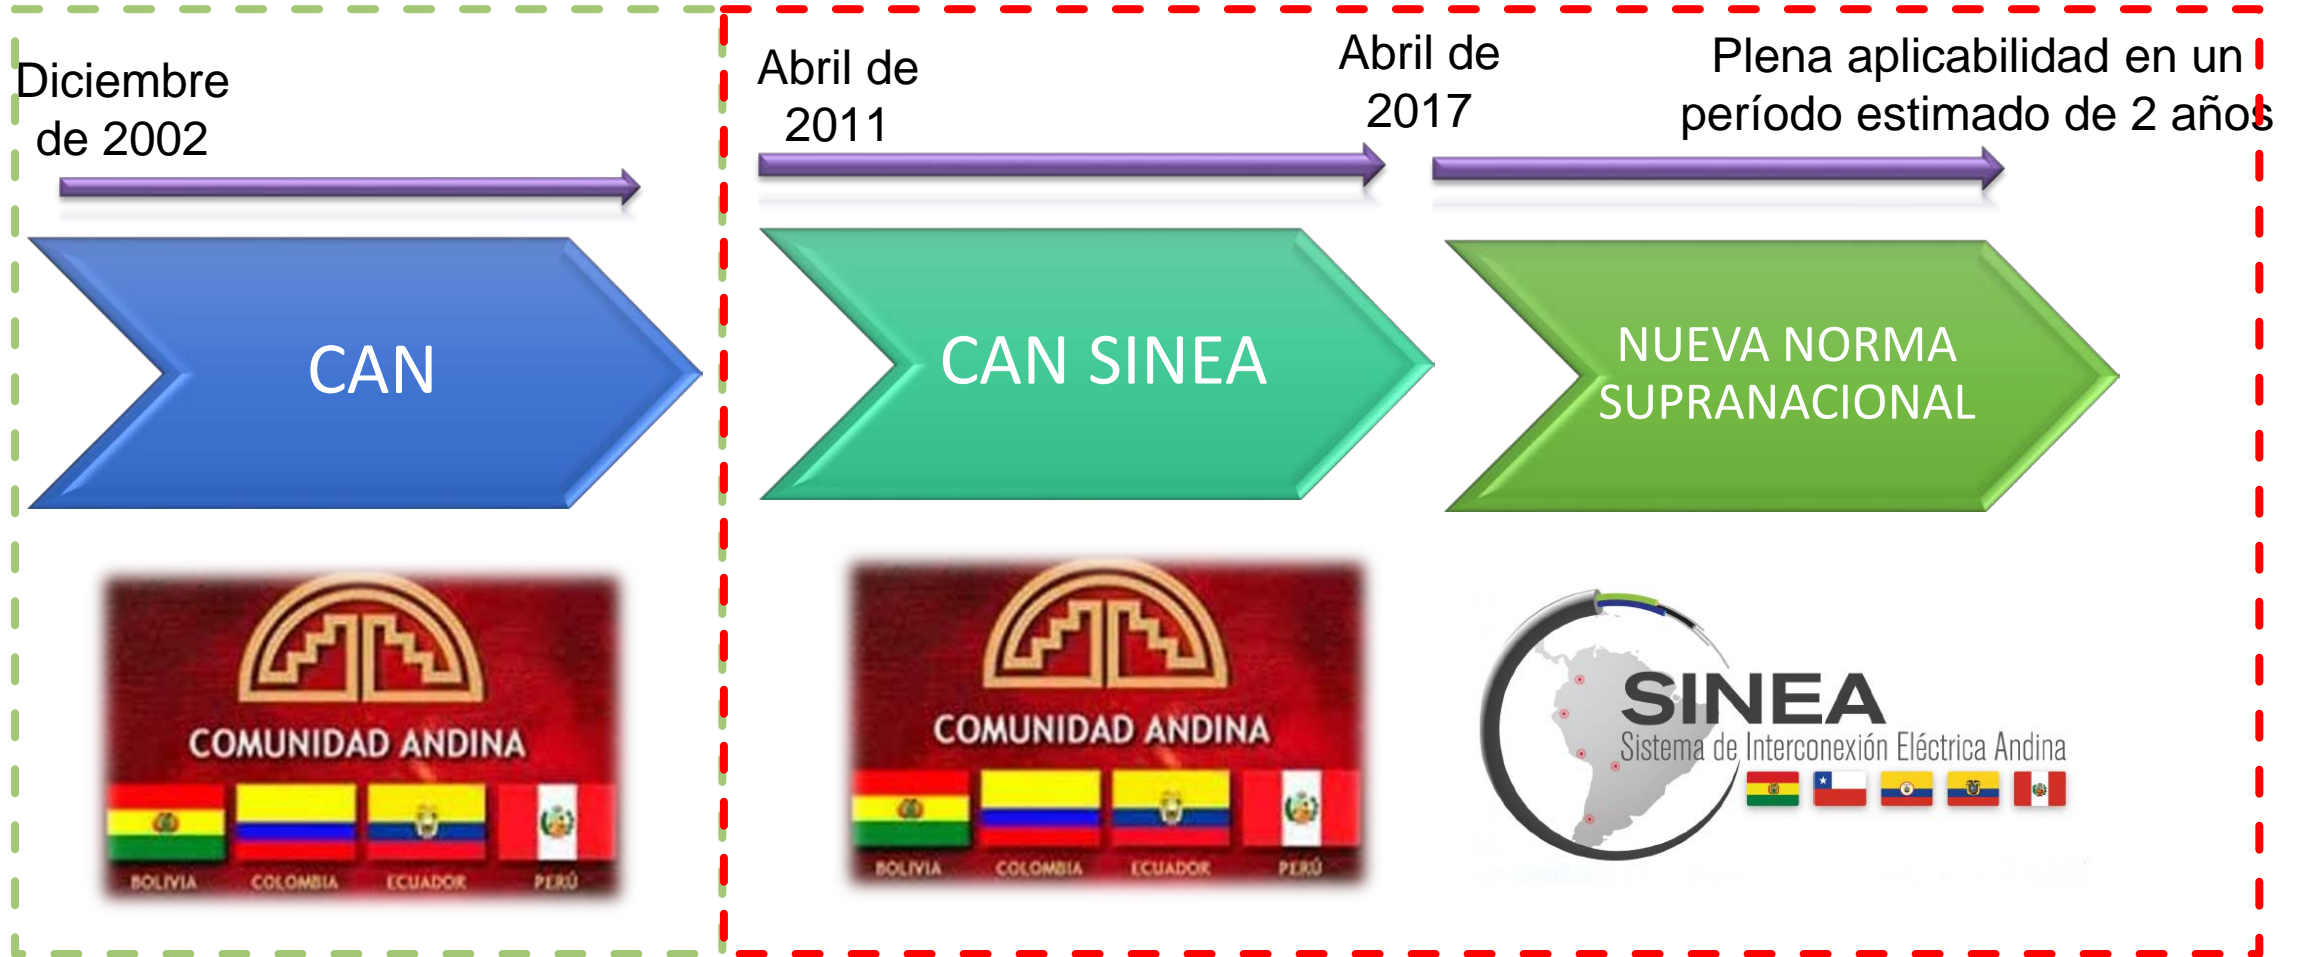 Diciembre
de 2002
Abril de
2011
Abril de
2017
Plena aplicabilidad en un
período estimado de 2 años
CAN
CAN SINEA
NUEVA NORMA
SUPRANACIONAL
COMUNIDAD ANDINA
BOLIVIA COLOMBIA ECUADOR PERÚ
COMUNIDAD ANDINA
BOLIVIA COLOMBIA ECUADOR PERÚ
SINEA
Sistema de Interconexión Eléctrica Andina